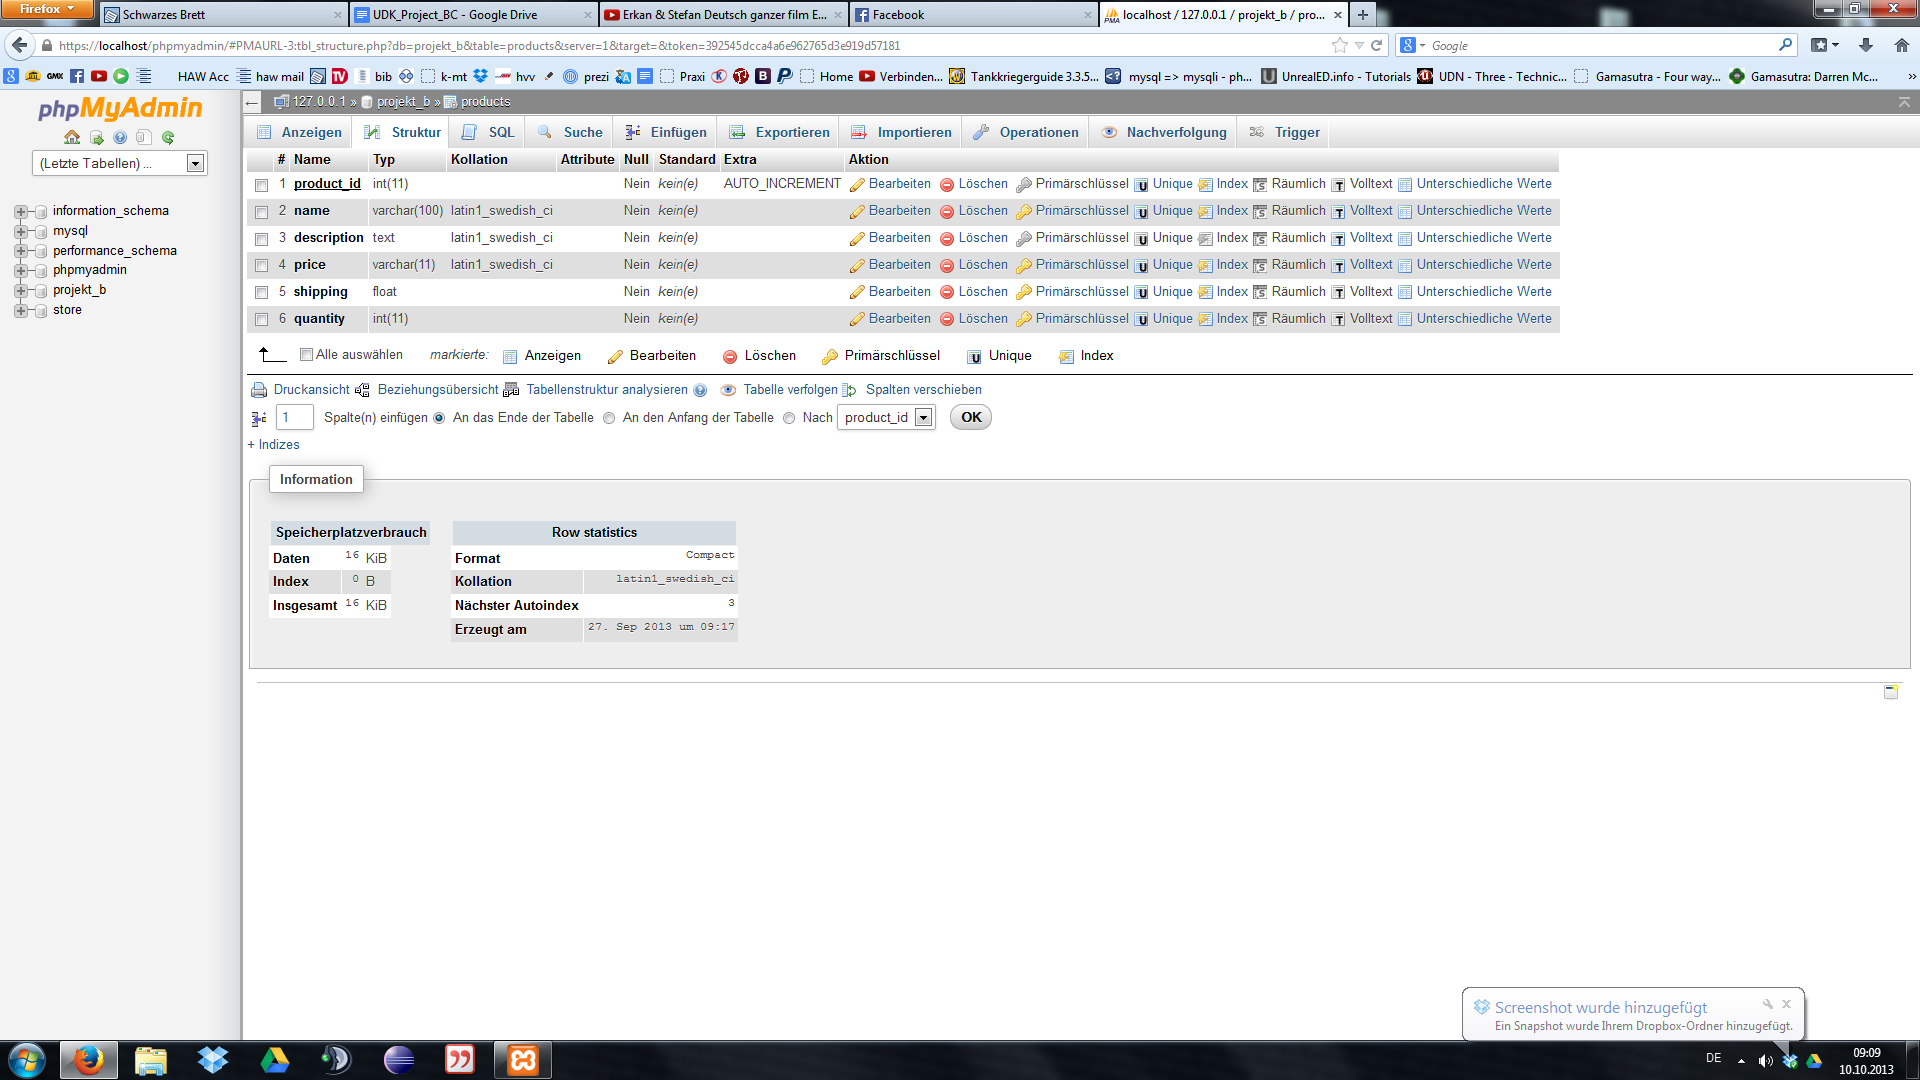 Firefox
Schwarzes Brett
UDK_Project_BC - Google Drive
Erkan & Stefan Deutsch ganzer film E...
Facebook
localhost / 127.0.0.1 / projekt_b / pro...
https://localhost/phpmyadmin/#PMAURL-3:tbl_structure.php?db=projekt_b&table=products&server=1&target=&token=392545dcca4a6e962765d3e919d57181
Google
GMX HAW Acc haw mail bib k-mt hvv prezi Praxi Home Verbinden... Tankkriegerguide 3.3.5... mysql => mysqli - ph... UnrealED.info - Tutorials UDN - Three - Technic... Gamasutra - Four way... Gamasutra: Darren Mc... »
phpMyAdmin
(Letzte Tabellen) ...
information_schema
mysql
performance_schema
phpmyadmin
projekt_b
store
127.0.0.1 » projekt_b » products
Anzeigen Struktur SQL Suche Einfügen Exportieren Importieren Operationen Nachverfolgung Trigger
# Name Typ Kollation Attribute Null Standard Extra Aktion
1 product_id int(11) Nein kein(e) AUTO_INCREMENT Bearbeiten Löschen Primärschlüssel Unique Index Räumlich Volltext Unterschiedliche Werte
2 name varchar(100) latin1_swedish_ci Nein kein(e) Bearbeiten Löschen Primärschlüssel Unique Index Räumlich Volltext Unterschiedliche Werte
3 description text latin1_swedish_ci Nein kein(e) Bearbeiten Löschen Primärschlüssel Unique Index Räumlich Volltext Unterschiedliche Werte
4 price varchar(11) latin1_swedish_ci Nein kein(e) Bearbeiten Löschen Primärschlüssel Unique Index Räumlich Volltext Unterschiedliche Werte
5 shipping float Nein kein(e) Bearbeiten Löschen Primärschlüssel Unique Index Räumlich Volltext Unterschiedliche Werte
6 quantity int(11) Nein kein(e) Bearbeiten Löschen Primärschlüssel Unique Index Räumlich Volltext Unterschiedliche Werte
Alle auswählen markierte: Anzeigen Bearbeiten Löschen Primärschlüssel Unique Index
Druckansicht Beziehungsübersicht Tabellenstruktur analysieren Tabelle verfolgen Spalten verschieben
1 Spalte(n) einfügen An das Ende der Tabelle An den Anfang der Tabelle Nach product_id OK
+ Indizes
Information
Speicherplatzverbrauch
Daten 16 KiB
Index 0 B
Insgesamt 16 KiB
Row statistics
Format Compact
Kollation latin1_swedish_ci
Nächster Autoindex 3
Erzeugt am 27. Sep 2013 um 09:17
Screenshot wurde hinzugefügt
Ein Snapshot wurde Ihrem Dropbox-Ordner hinzugefügt.
DE
09:09
10.10.2013